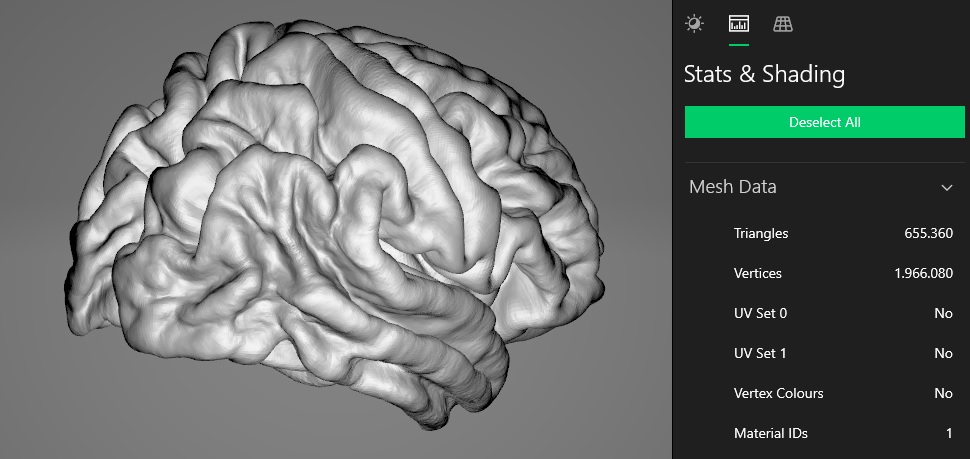 Stats & Shading
Deselect All
Mesh Data
Triangles 655.360
Vertices 1.966.080
UV Set 0 No
UV Set 1 No
Vertex Colours No
Material IDs 1